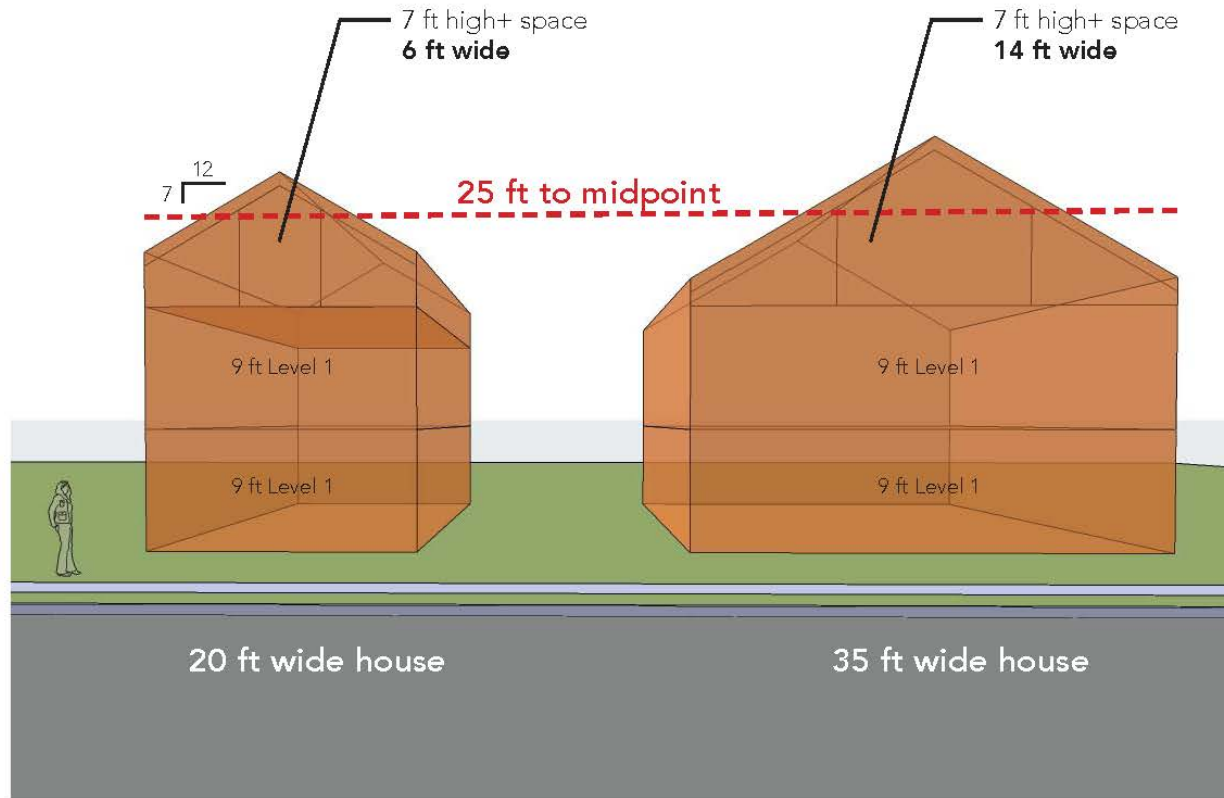 7 ft high+ space
6 ft wide
7 ft high+ space
14 ft wide
12
7
25 ft to midpoint
9 ft Level 1
9 ft Level 1
9 ft Level 1
9 ft Level 1
20 ft wide house
35 ft wide house